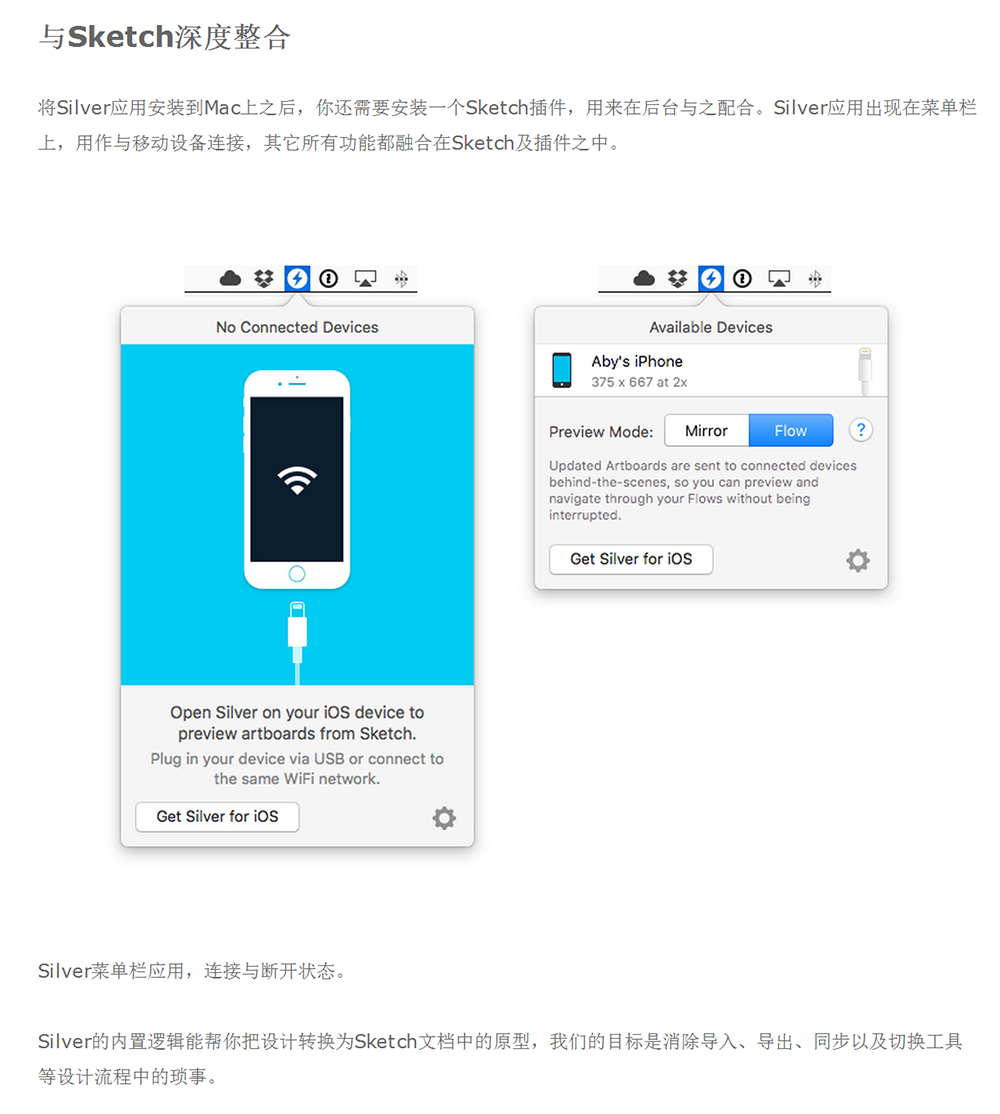 与Sketch深度整合
将Silver应用安装到Mac上之后，你还需要安装一个Sketch插件，用来在后台与之配合。Silver应用出现在菜单栏
上，用作与移动设备连接，其它所有功能都融合在Sketch及插件之中。
No Connected Devices
Open Silver on your iOS device to
preview artboards from Sketch.
Plug in your device via USB or connect to
the same WiFi network.
Get Silver for iOS
Available Devices
Aby's iPhone
375 x 667 at 2x
Preview Mode: Mirror Flow ?
Updated Artboards are sent to connected devices
behind-the-scenes, so you can preview and
navigate through your Flows without being
interrupted.
Get Silver for iOS
Silver菜单栏应用，连接与断开状态。
Silver的内置逻辑能帮你把设计转换为Sketch文档中的原型，我们的目标是消除导入、导出、同步以及切换工具
等设计流程中的琐事。